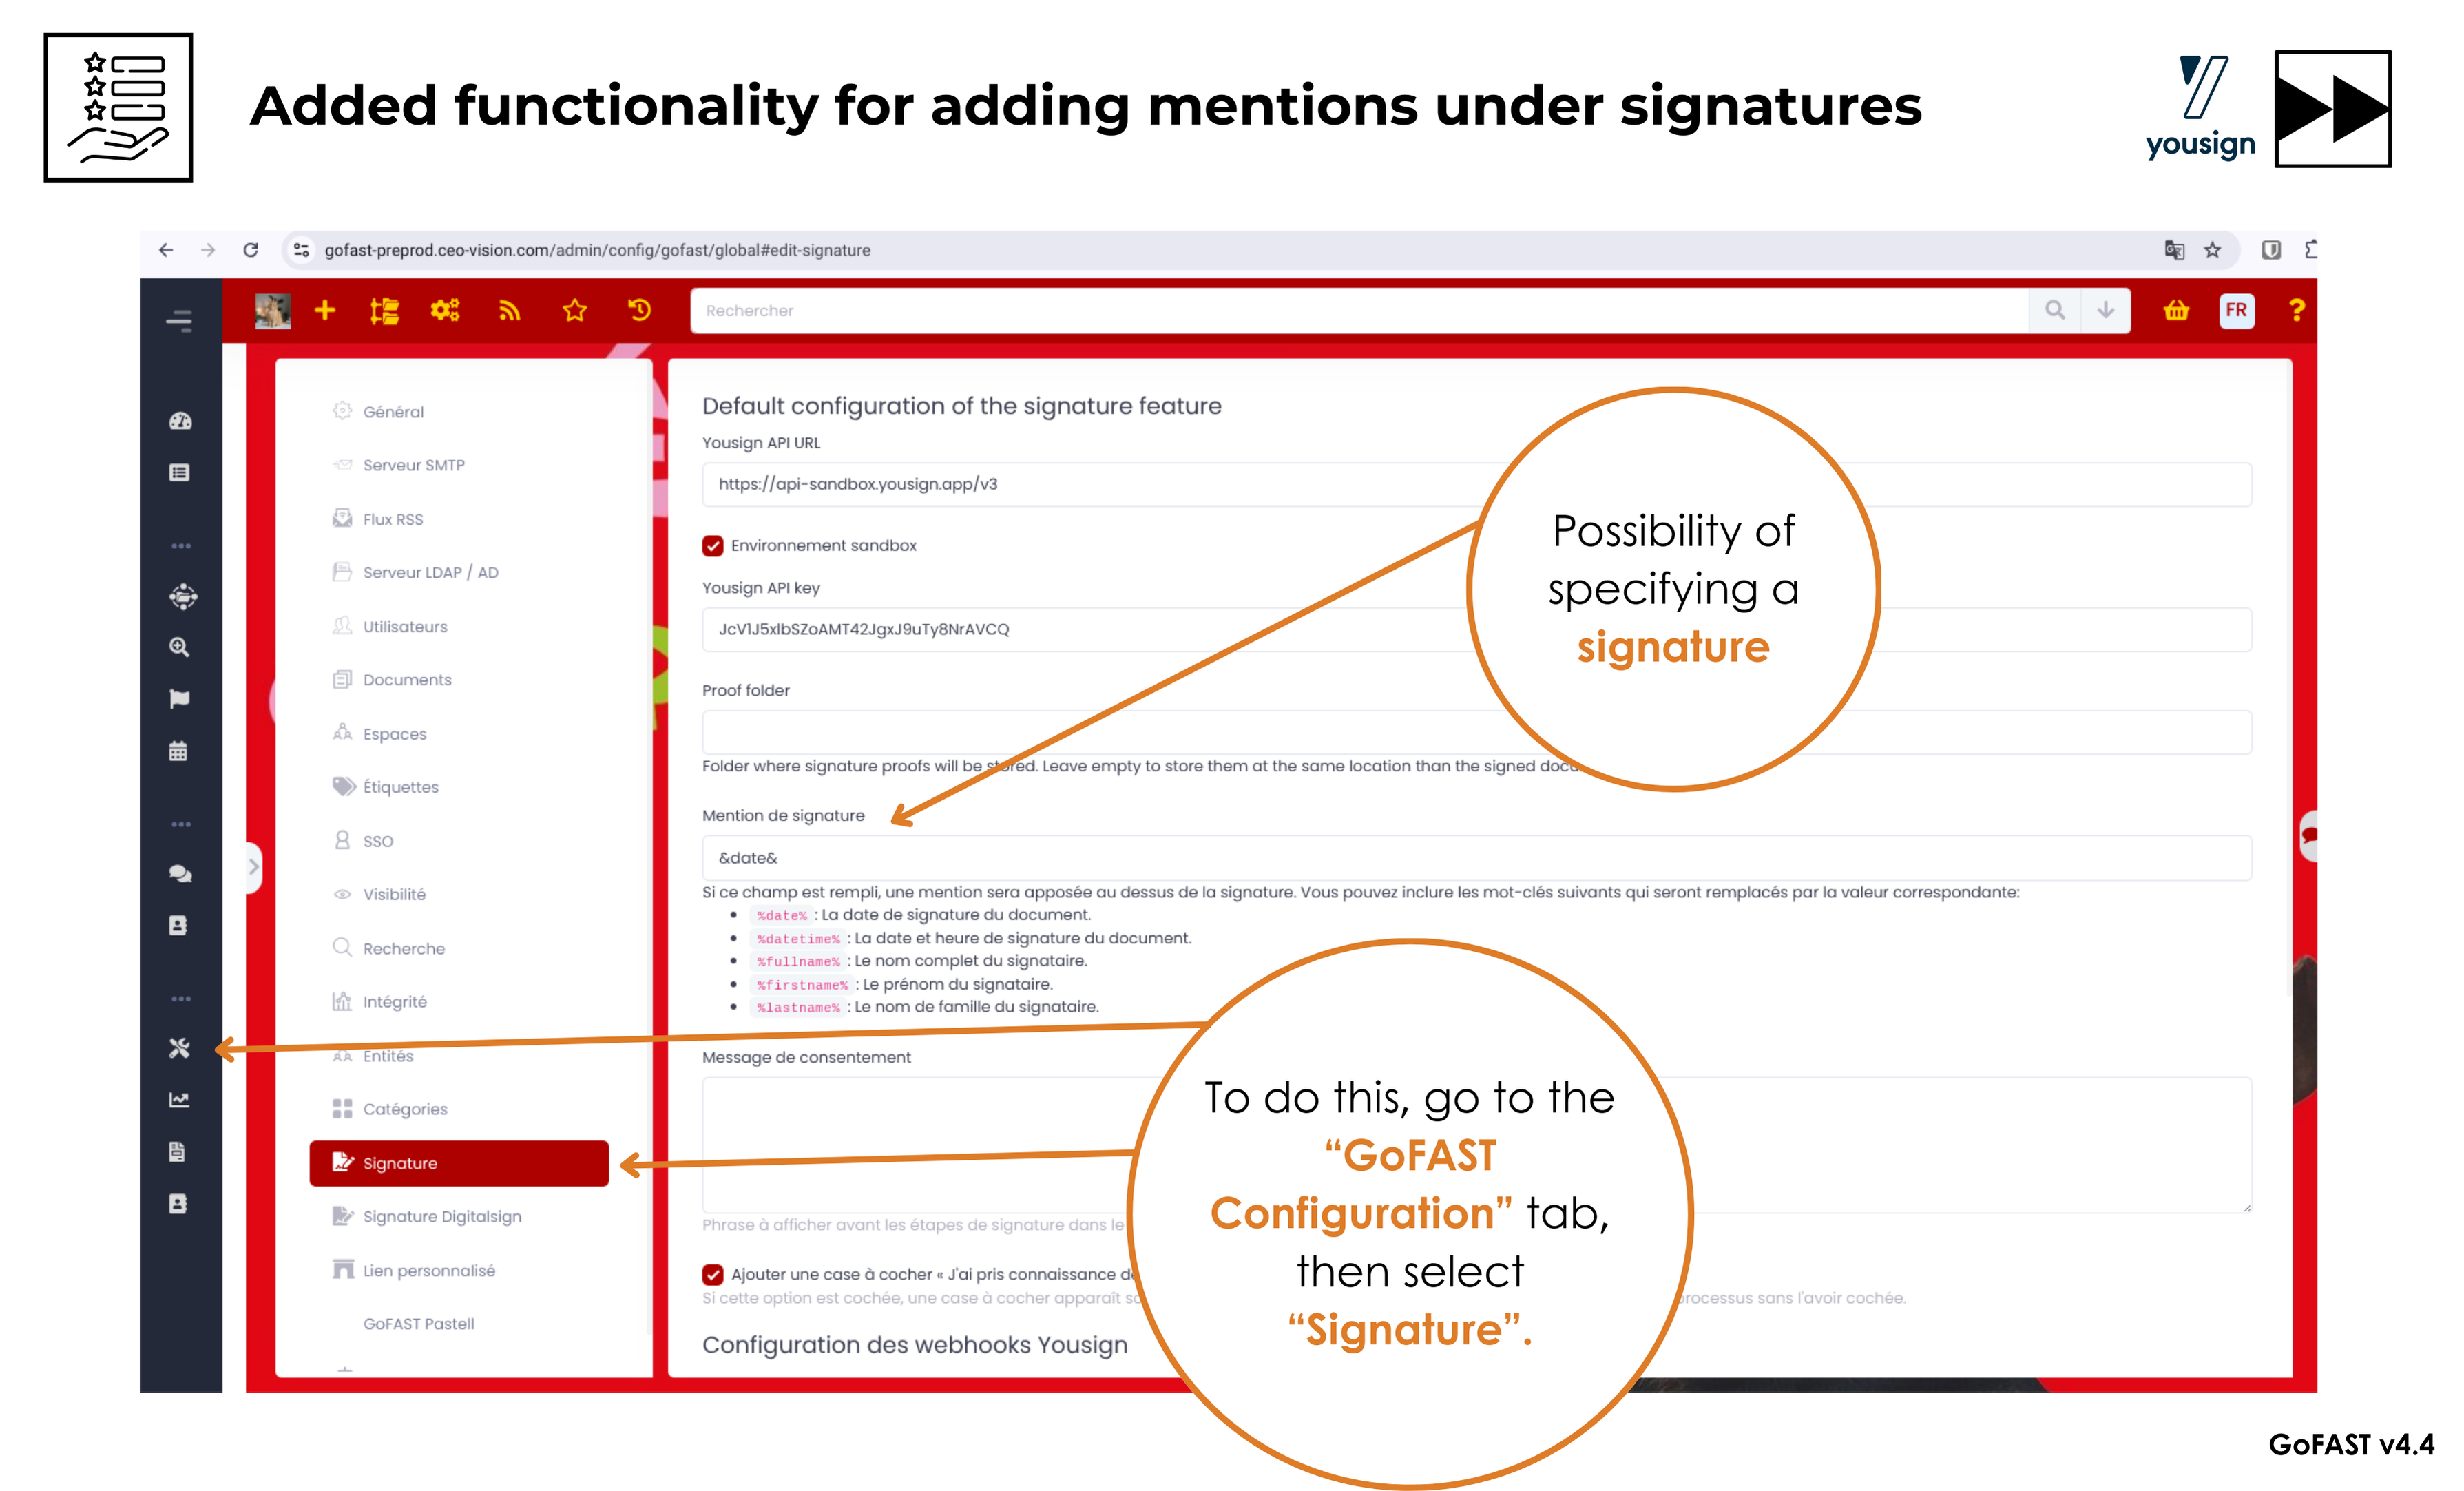 Added functionality for adding mentions under signatures
yousign
gofast-preprod.ceo-vision.com/admin/config/gofast/global#edit-signature
Rechercher
FR
?
Général
Serveur SMTP
Flux RSS
Serveur LDAP / AD
Utilisateurs
Documents
Espaces
Étiquettes
SSO
Visibilité
Recherche
Intégrité
Entités
Catégories
Signature
Signature Digitalsign
Lien personnalisé
GoFAST Pastell
Default configuration of the signature feature
Yousign API URL
https://api-sandbox.yousign.app/v3
Environnement sandbox
Yousign API key
JcV1J5xlbSZoAMT42JgxJ9uTy8NrAVCQ
Proof folder
Folder where signature proofs will be stored. Leave empty to store them at the same location than the signed docu
Mention de signature
&date&
Si ce champ est rempli, une mention sera apposée au dessus de la signature. Vous pouvez inclure les mot-clés suivants qui seront remplacés par la valeur correspondante:
%date% : La date de signature du document.
%datetime% : La date et heure de signature du document.
%fullname% : Le nom complet du signataire.
%firstname% : Le prénom du signataire.
%lastname% : Le nom de famille du signataire.
Message de consentement
Phrase à afficher avant les étapes de signature dans le
Ajouter une case à cocher « J'ai pris connaissance de
Si cette option est cochée, une case à cocher apparaît so
processus sans l'avoir cochée.
Configuration des webhooks Yousign
Possibility of
specifying a
signature
To do this, go to the
“GoFAST
Configuration” tab,
then select
“Signature”.
GoFAST v4.4